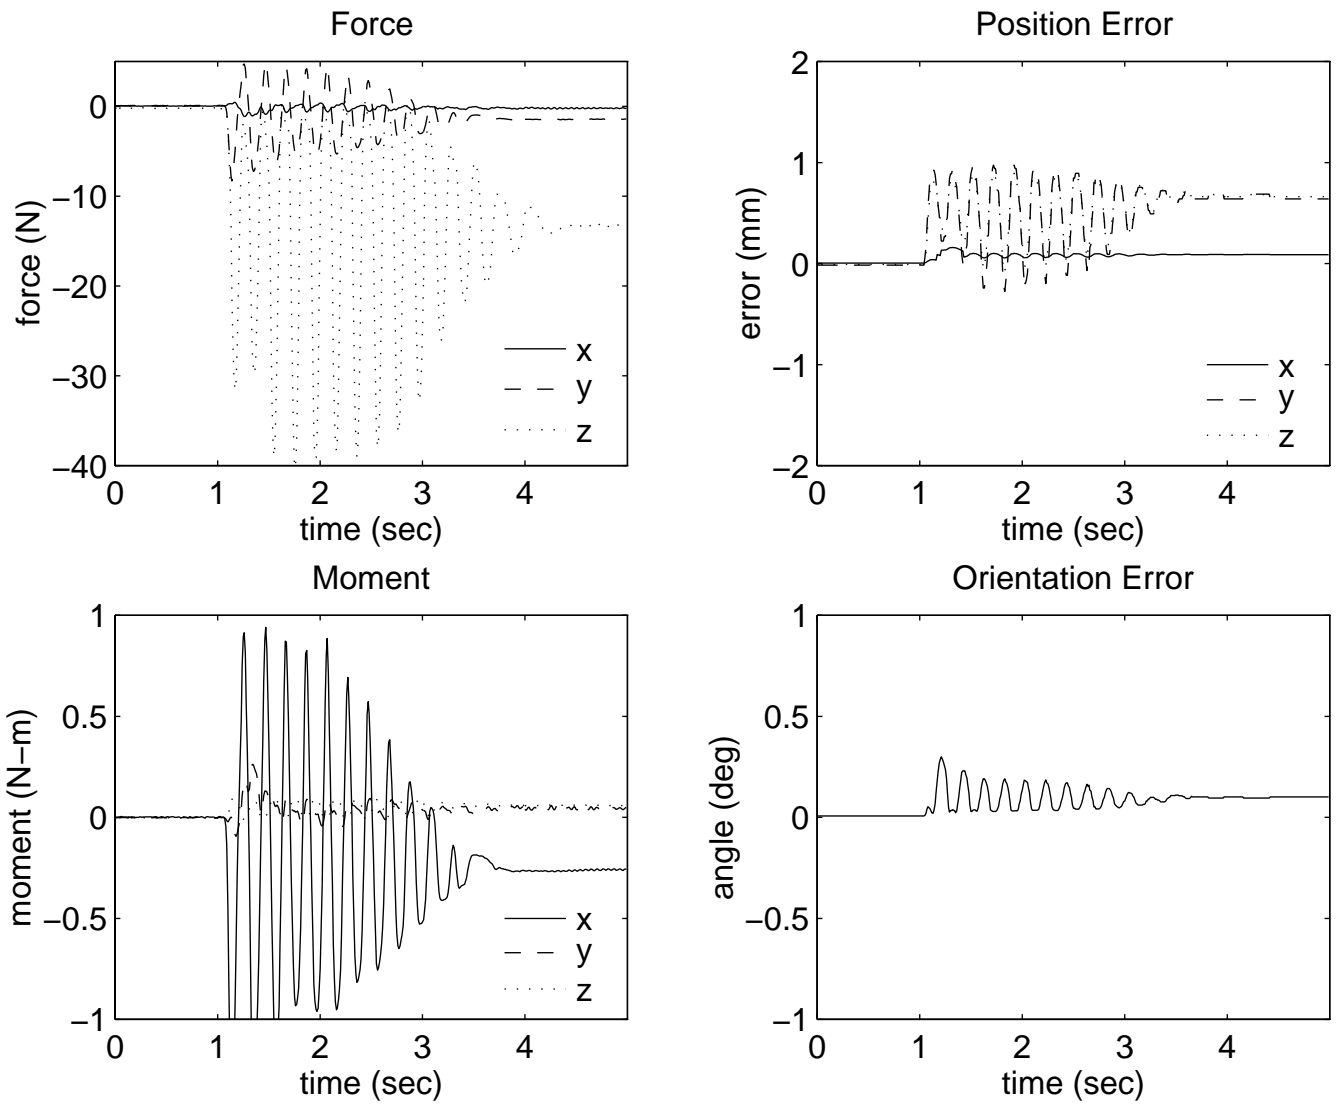 Force
0
−10
−20
−30
−40
force (N)
x
y
z
0 1 2 3 4
time (sec)
Position Error
2
1
0
−1
−2
error (mm)
x
y
z
0 1 2 3 4
time (sec)
Moment
1
0.5
0
−0.5
−1
moment (N−m)
x
y
z
0 1 2 3 4
time (sec)
Orientation Error
1
0.5
0
−0.5
−1
angle (deg)
0 1 2 3 4
time (sec)